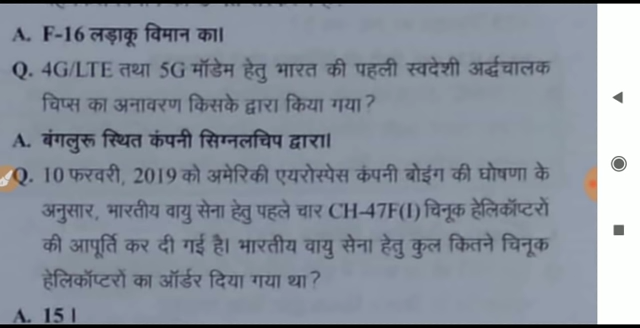 A. F-16 लड़ाकू विमान का।
Q. 4G/LTE तथा 5G मॉडेम हेतु भारत की पहली स्वदेशी अर्द्धचालक
चिप्स का अनावरण किसके द्वारा किया गया?
A. बंगलुरू स्थित कंपनी सिग्नलचिप द्वारा।
Q. 10 फरवरी, 2019 को अमेरिकी एयरोस्पेस कंपनी बोइंग की घोषणा के
अनुसार, भारतीय वायु सेना हेतु पहले चार CH-47F(I) चिनूक हेलिकॉप्टरों
की आपूर्ति कर दी गई है। भारतीय वायु सेना हेतु कुल कितने चिनूक
हेलिकॉप्टरों का ऑर्डर दिया गया था?
A. 15।